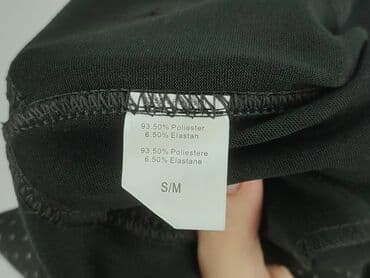 93.50% Poliester
6.50% Elastan
93.50% Poliestere
6.50% Elastane
S/M